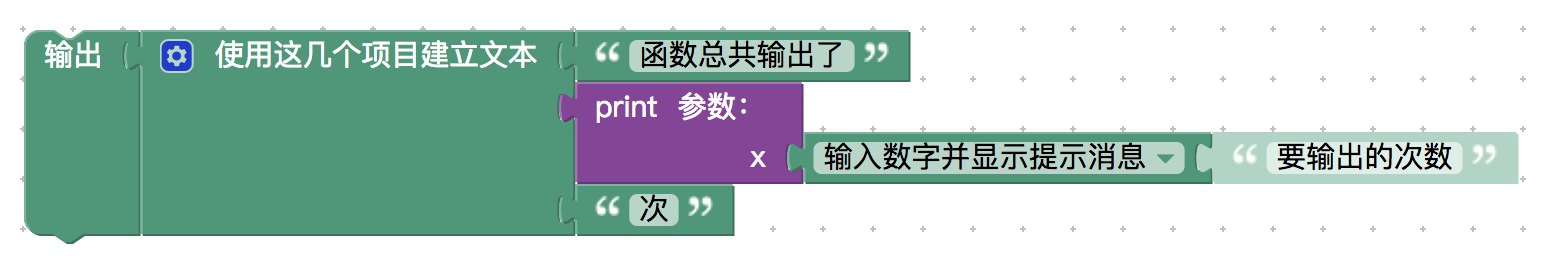 输出 使用这几个项目建立文本 “ 函数总共输出了 ”
print 参数：
x 输入数字并显示提示消息 “ 要输出的次数 ”
“ 次 ”